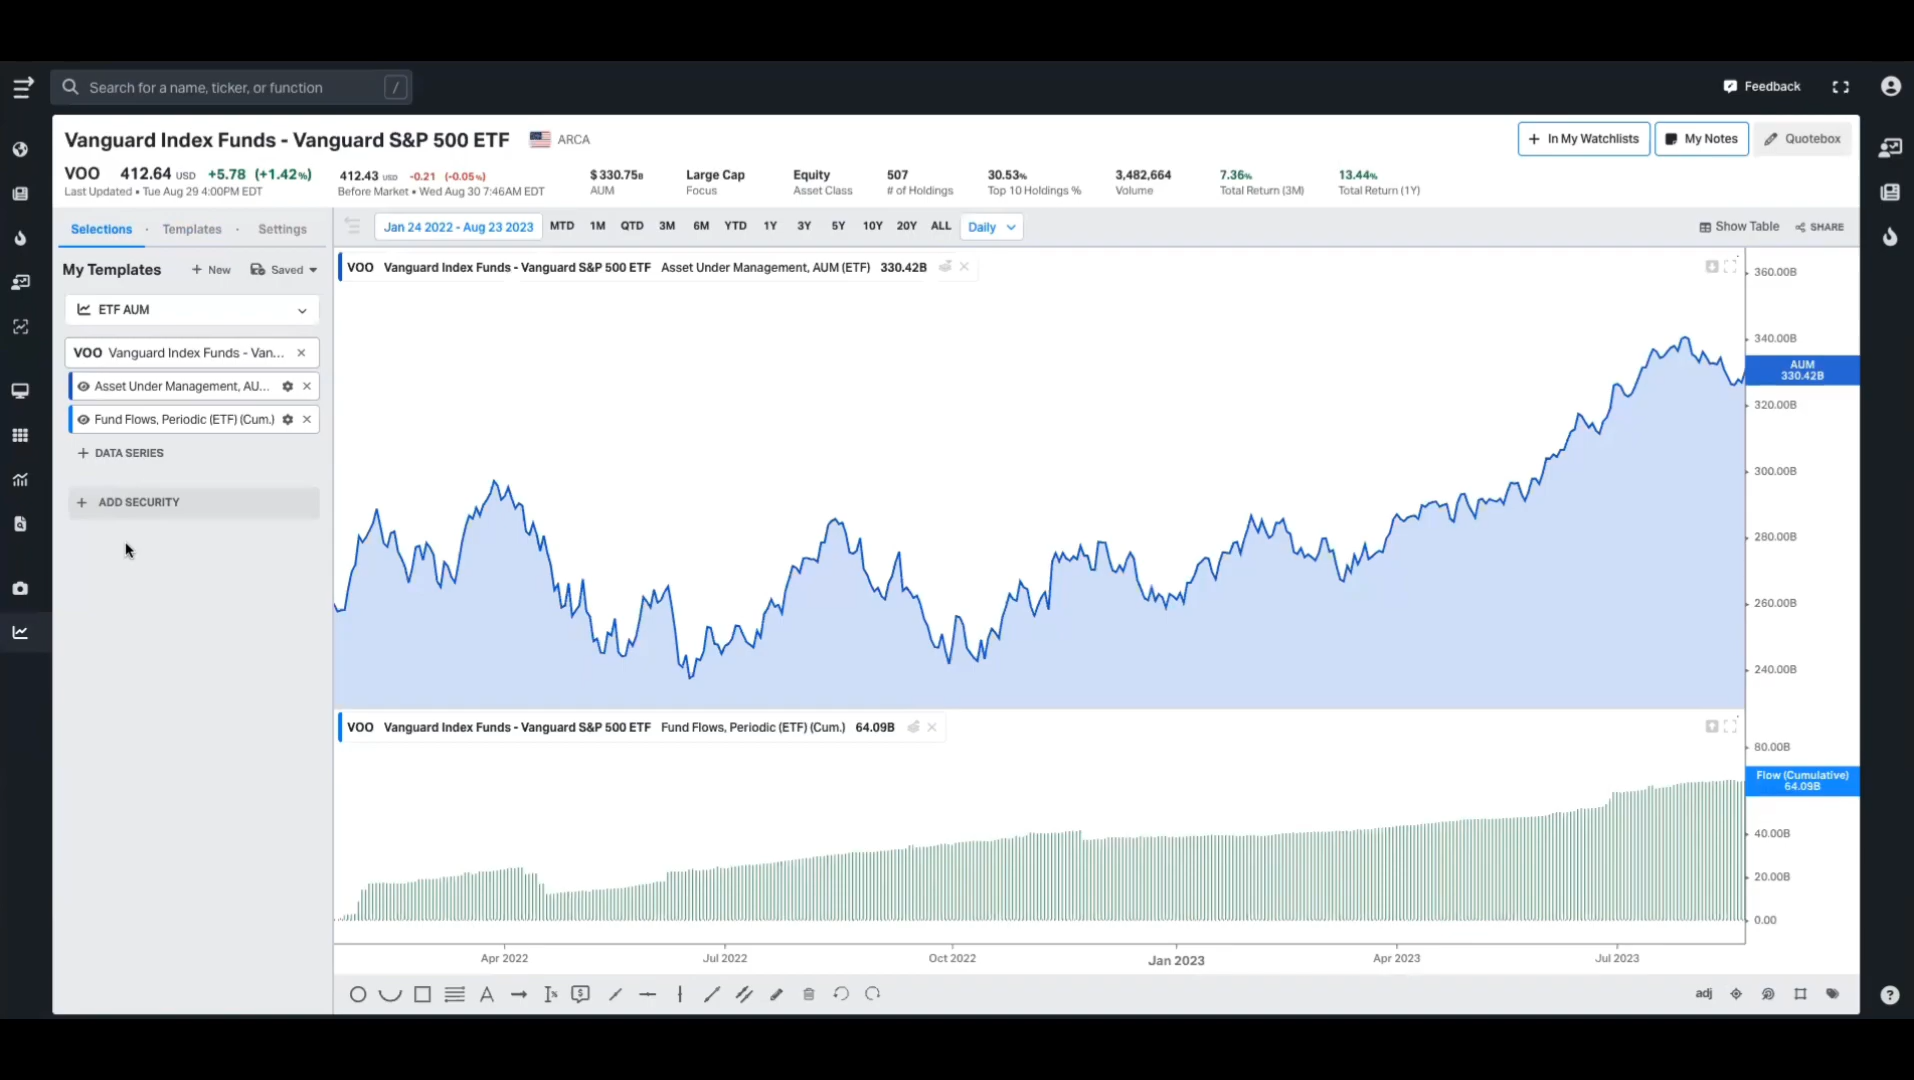 Search for a name, ticker, or function /
Feedback
Vanguard Index Funds - Vanguard S&P 500 ETF ARCA
In My Watchlists My Notes Quotebox
VOO 412.64 USD +5.78 (+1.42%) 412.43 USD -0.21 (-0.05%) $ 330.75B Large Cap Equity 507 30.53% 3,482,664 7.36% 13.44%
Last Updated • Tue Aug 29 4:00PM EDT Before Market • Wed Aug 30 7:46AM EDT AUM Focus Asset Class # of Holdings Top 10 Holdings % Volume Total Return (3M) Total Return (1Y)
Selections · Templates · Settings
Jan 24 2022 - Aug 23 2023 MTD 1M QTD 3M 6M YTD 1Y 3Y 5Y 10Y 20Y ALL Daily Show Table SHARE
My Templates + New Saved
ETF AUM
VOO Vanguard Index Funds - Van...
Asset Under Management, AU...
Fund Flows, Periodic (ETF) (Cum.)
+ DATA SERIES
+ ADD SECURITY
VOO Vanguard Index Funds - Vanguard S&P 500 ETF Asset Under Management, AUM (ETF) 330.42B
360.00B
340.00B
AUM
330.42B
320.00B
300.00B
280.00B
260.00B
240.00B
VOO Vanguard Index Funds - Vanguard S&P 500 ETF Fund Flows, Periodic (ETF) (Cum.) 64.09B
80.00B
Flow (Cumulative)
64.09B
40.00B
20.00B
0.00
Apr 2022 Jul 2022 Oct 2022 Jan 2023 Apr 2023 Jul 2023
adj